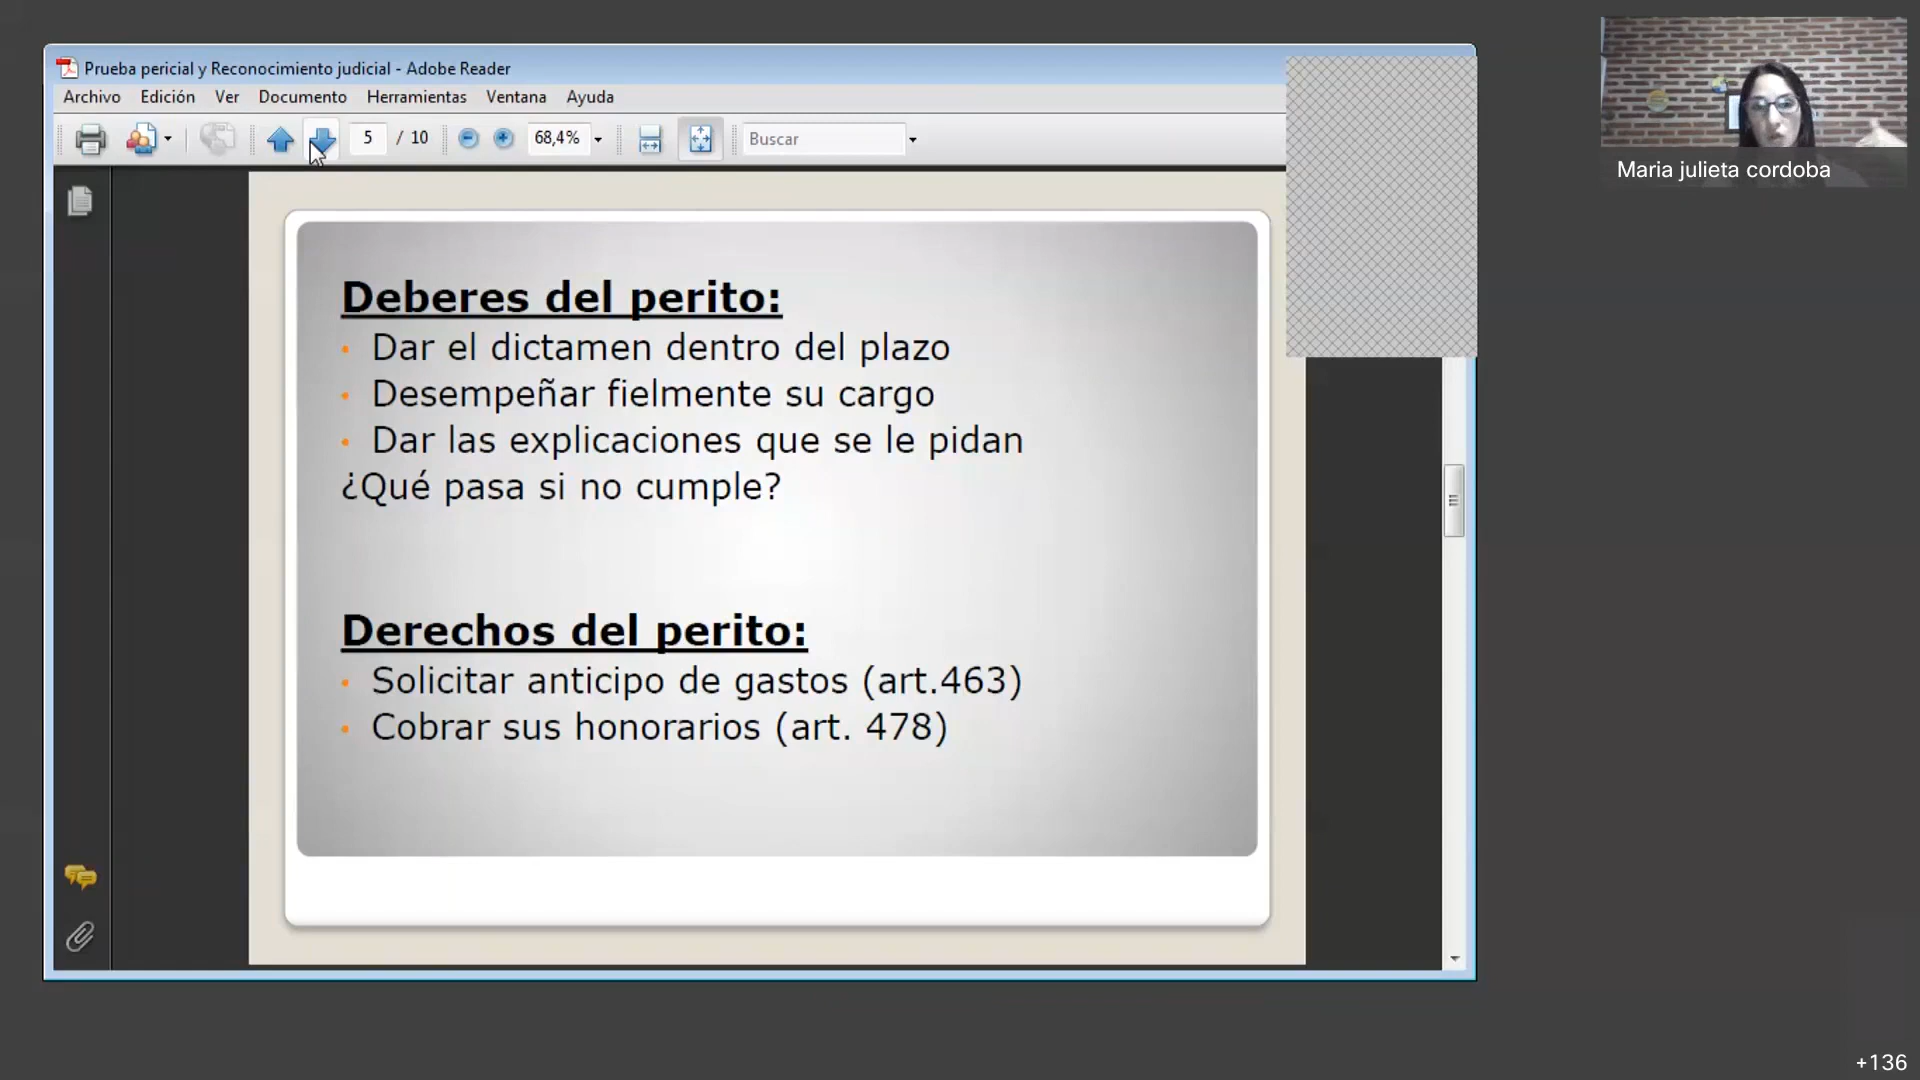 Prueba pericial y Reconocimiento judicial - Adobe Reader
Archivo Edición Ver Documento Herramientas Ventana Ayuda
5 / 10 68,4% Buscar
Maria julieta cordoba
Deberes del perito:
• Dar el dictamen dentro del plazo
• Desempeñar fielmente su cargo
• Dar las explicaciones que se le pidan
¿Qué pasa si no cumple?
Derechos del perito:
• Solicitar anticipo de gastos (art.463)
• Cobrar sus honorarios (art. 478)
+136